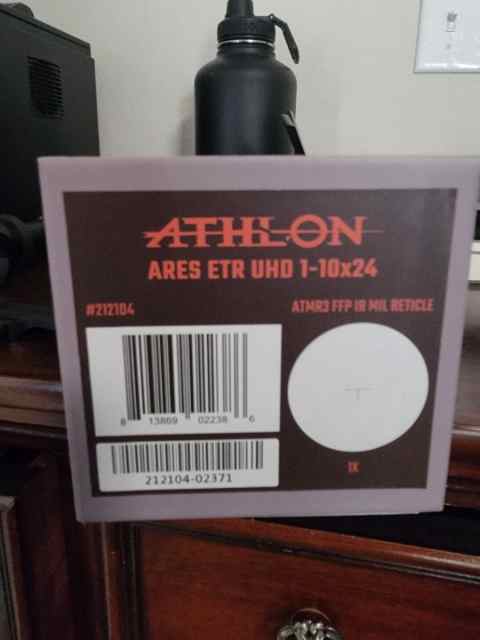 ATHLON
ARES ETR UHD 1-10x24
#212104
ATMR3 FFP IR MIL RETICLE
8 13869 02238 6
212104-02371
1X